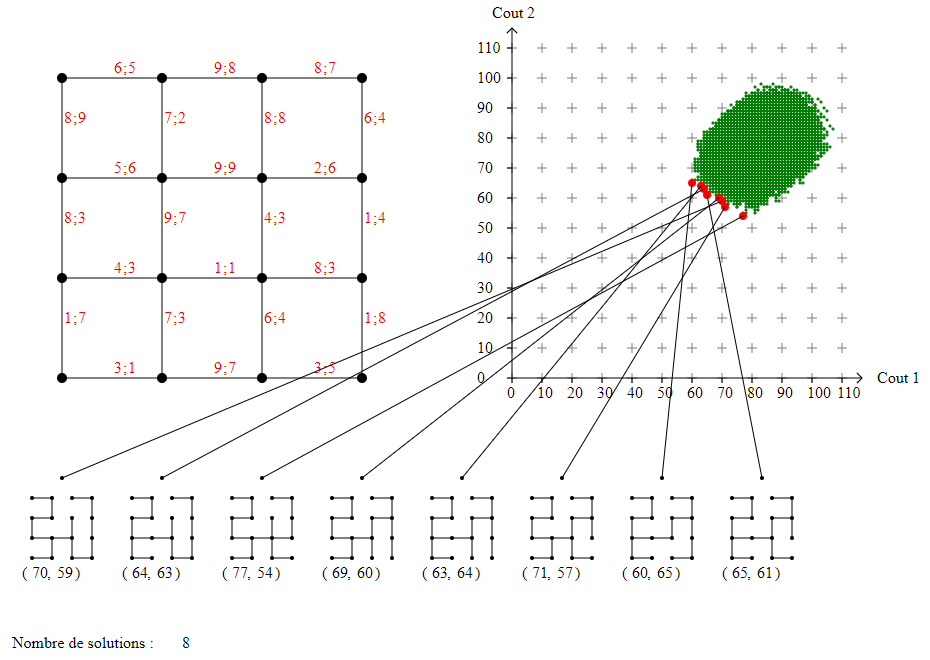 Cout 2
110
6;5 9;8 8;7
100
90
8;9 7;2 8;8 6;4
80
5;6 9;9 2;6
70
60
8;3 9;7 4;3 1;4
50
40
4;3 1;1 8;3
30
1;7 7;3 6;4 1;8
20
10
3;1 9;7 3;5
0
Cout 1
0 10 20 30 40 50 60 70 80 90 100 110
( 70, 59) ( 64, 63) ( 77, 54) ( 69, 60) ( 63, 64) ( 71, 57) ( 60, 65) ( 65, 61)
Nombre de solutions : 8